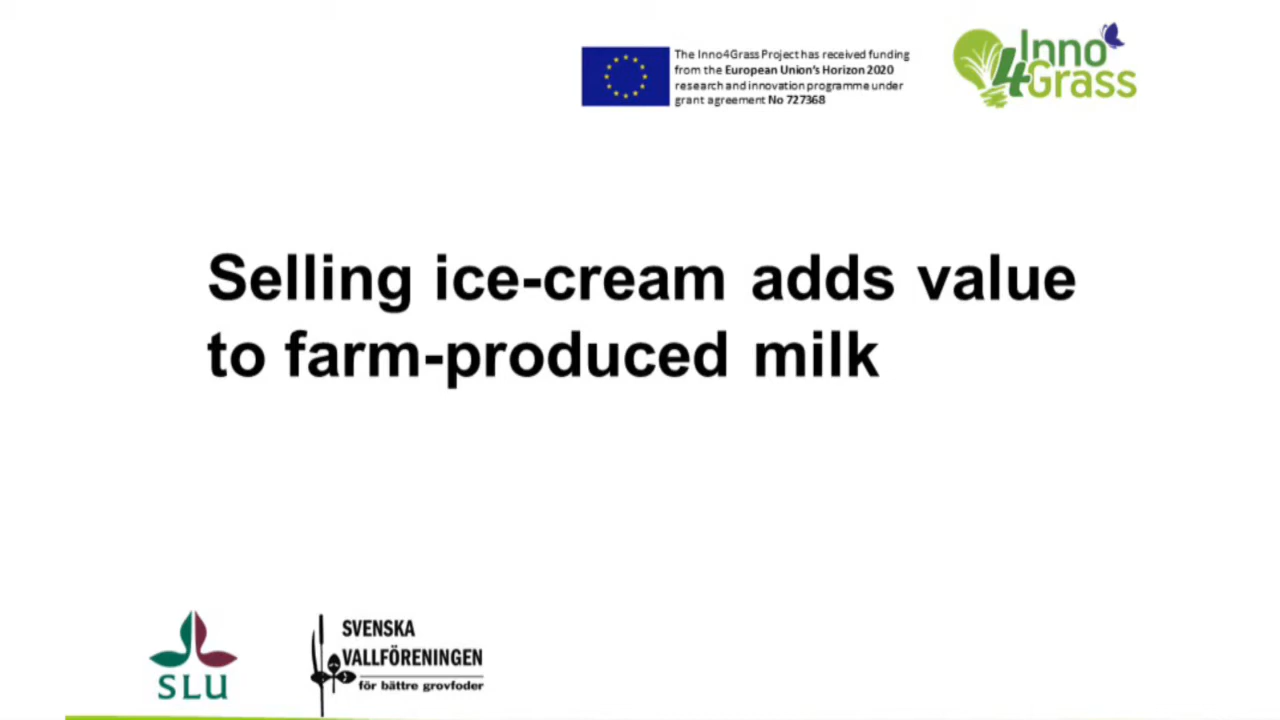 The Inno4Grass Project has received funding
from the European Union's Horizon 2020
research and innovation programme under
grant agreement No 727368
Inno
4Grass
Selling ice-cream adds value
to farm-produced milk
SLU
SVENSKA
VALLFÖRENINGEN
för bättre grovfoder